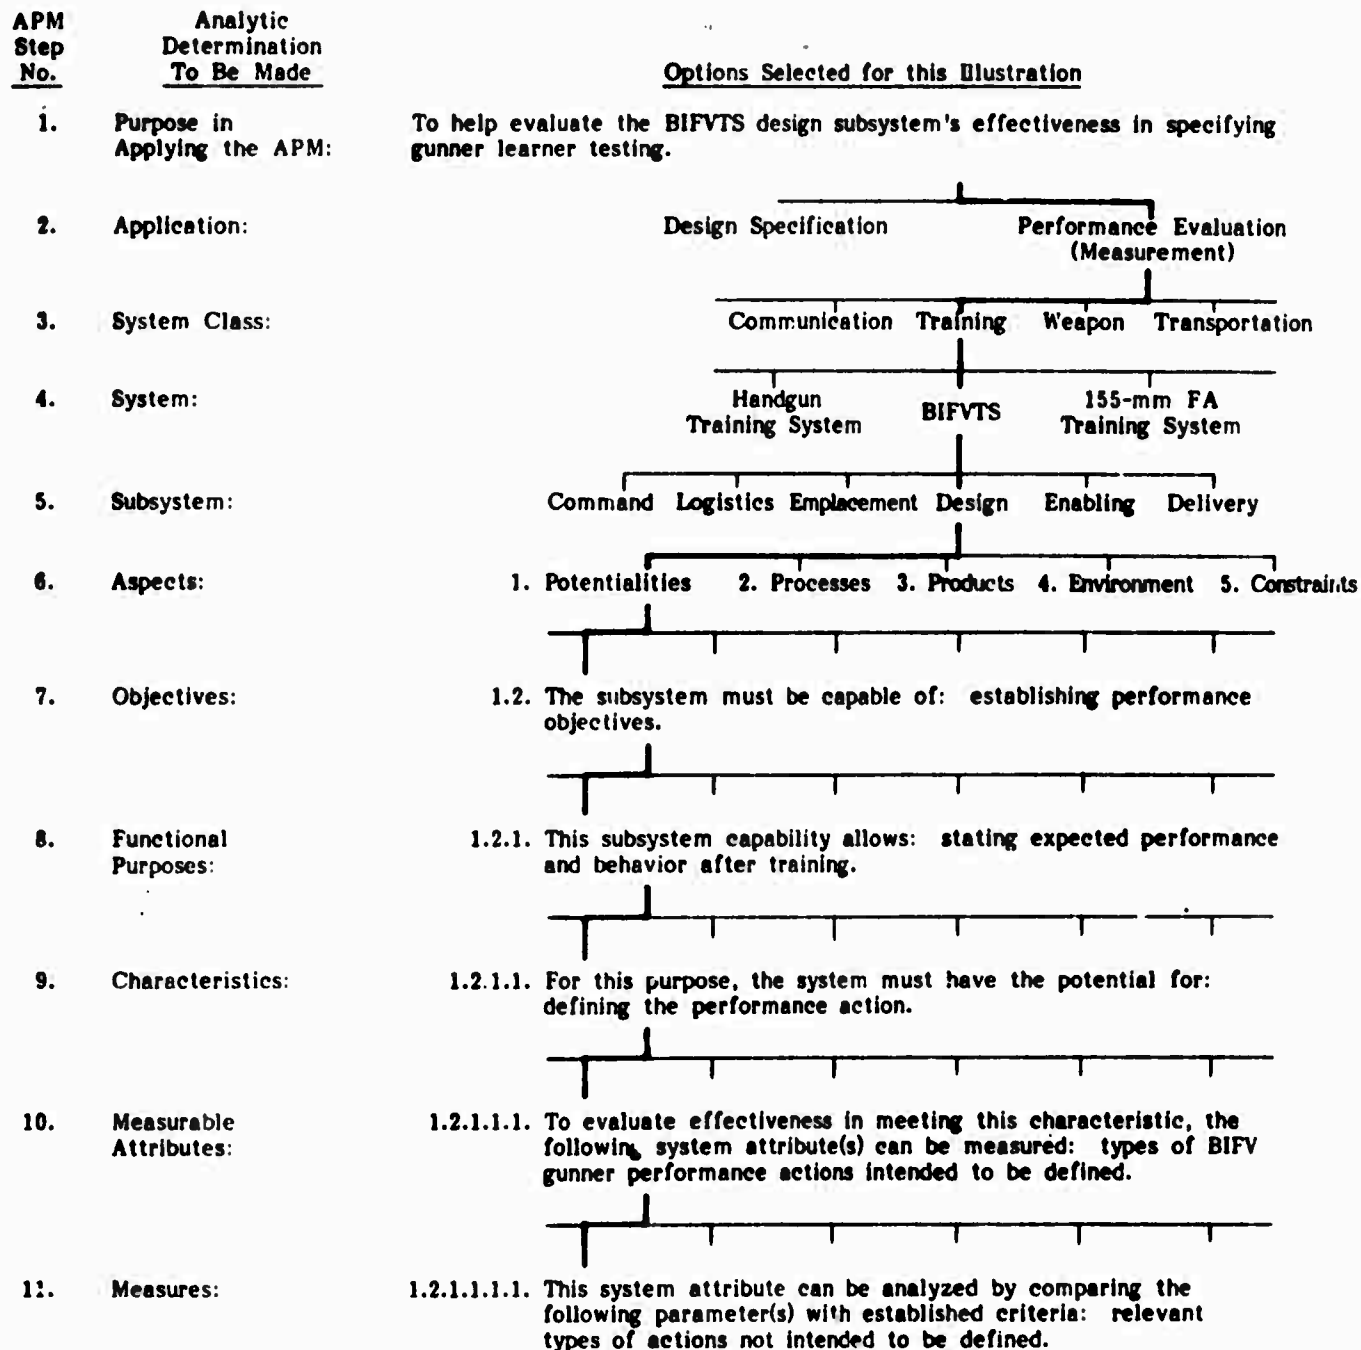 APM Step No.
Analytic Determination To Be Made
Options Selected for this Illustration
1. Purpose in Applying the APM:
To help evaluate the BIFVTS design subsystem's effectiveness in specifying
gunner learner testing.
2. Application:
Design Specification Performance Evaluation (Measurement)
3. System Class:
Communication Training Weapon Transportation
4. System:
Handgun Training System BIFVTS 155-mm FA Training System
5. Subsystem:
Command Logistics Emplacement Design Enabling Delivery
6. Aspects:
1. Potentialities 2. Processes 3. Products 4. Environment 5. Constraints
7. Objectives:
1.2. The subsystem must be capable of: establishing performance
objectives.
8. Functional Purposes:
1.2.1. This subsystem capability allows: stating expected performance
and behavior after training.
9. Characteristics:
1.2.1.1. For this purpose, the system must have the potential for:
defining the performance action.
10. Measurable Attributes:
1.2.1.1.1. To evaluate effectiveness in meeting this characteristic, the
following system attribute(s) can be measured: types of BIFV
gunner performance actions intended to be defined.
11. Measures:
1.2.1.1.1.1. This system attribute can be analyzed by comparing the
following parameter(s) with established criteria: relevant
types of actions not intended to be defined.